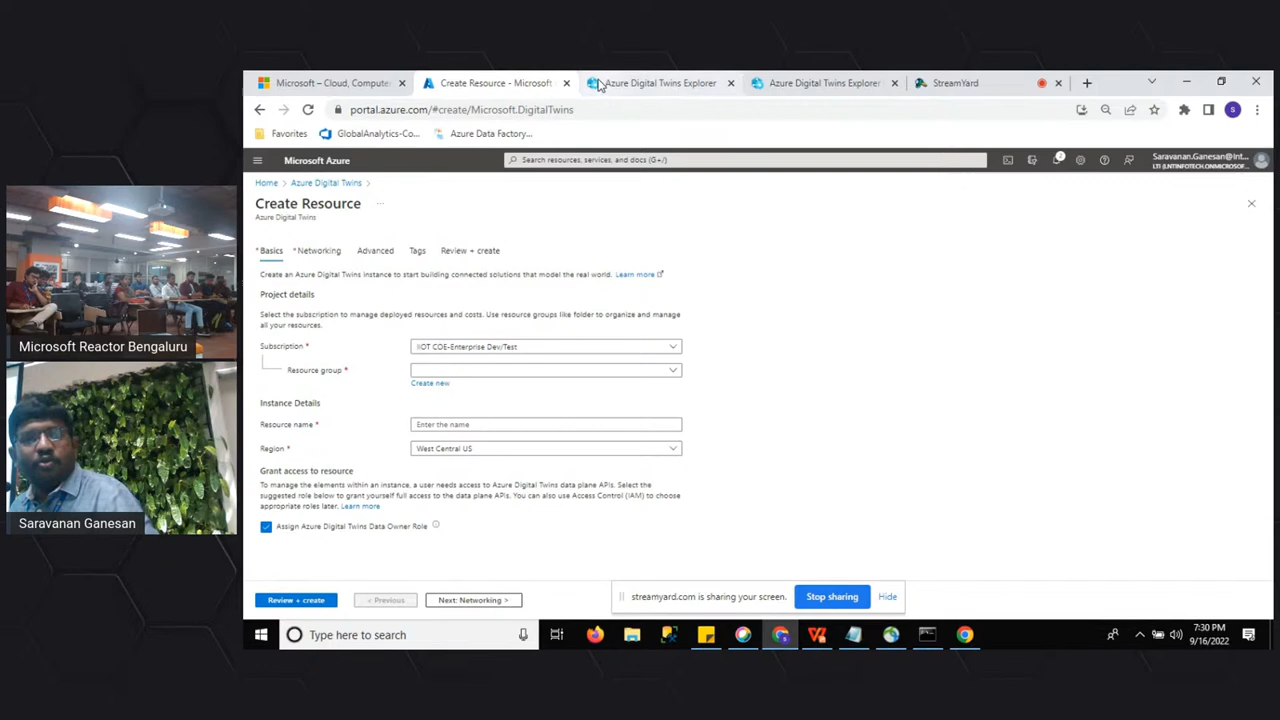 Microsoft – Cloud, Compute
Create Resource - Microsoft
Azure Digital Twins Explorer
Azure Digital Twins Explorer
StreamYard
portal.azure.com/#create/Microsoft.DigitalTwins
Favorites
GlobalAnalytics-Co...
Azure Data Factory...
Microsoft Azure
Search resources, services, and docs (G+/)
2
Saravanan.Ganesan@Int...
LTI (LNTINFOTECH.ONMICROSOF...
Home > Azure Digital Twins >
Create Resource ...
Azure Digital Twins
* Basics * Networking Advanced Tags Review + create
Create an Azure Digital Twins instance to start building connected solutions that model the real world. Learn more
Project details
Select the subscription to manage deployed resources and costs. Use resource groups like folder to organize and manage
all your resources.
Subscription *
IIOT COE-Enterprise Dev/Test
Resource group *
Create new
Instance Details
Resource name *
Enter the name
Region *
West Central US
Grant access to resource
To manage the elements within an instance, a user needs access to Azure Digital Twins data plane APIs. Select the
suggested role below to grant yourself full access to the data plane APIs. You can also use Access Control (IAM) to choose
appropriate roles later. Learn more
Assign Azure Digital Twins Data Owner Role
Review + create
< Previous
Next: Networking >
streamyard.com is sharing your screen.
Stop sharing
Hide
Type here to search
7:30 PM
9/16/2022
Microsoft Reactor Bengaluru
Saravanan Ganesan